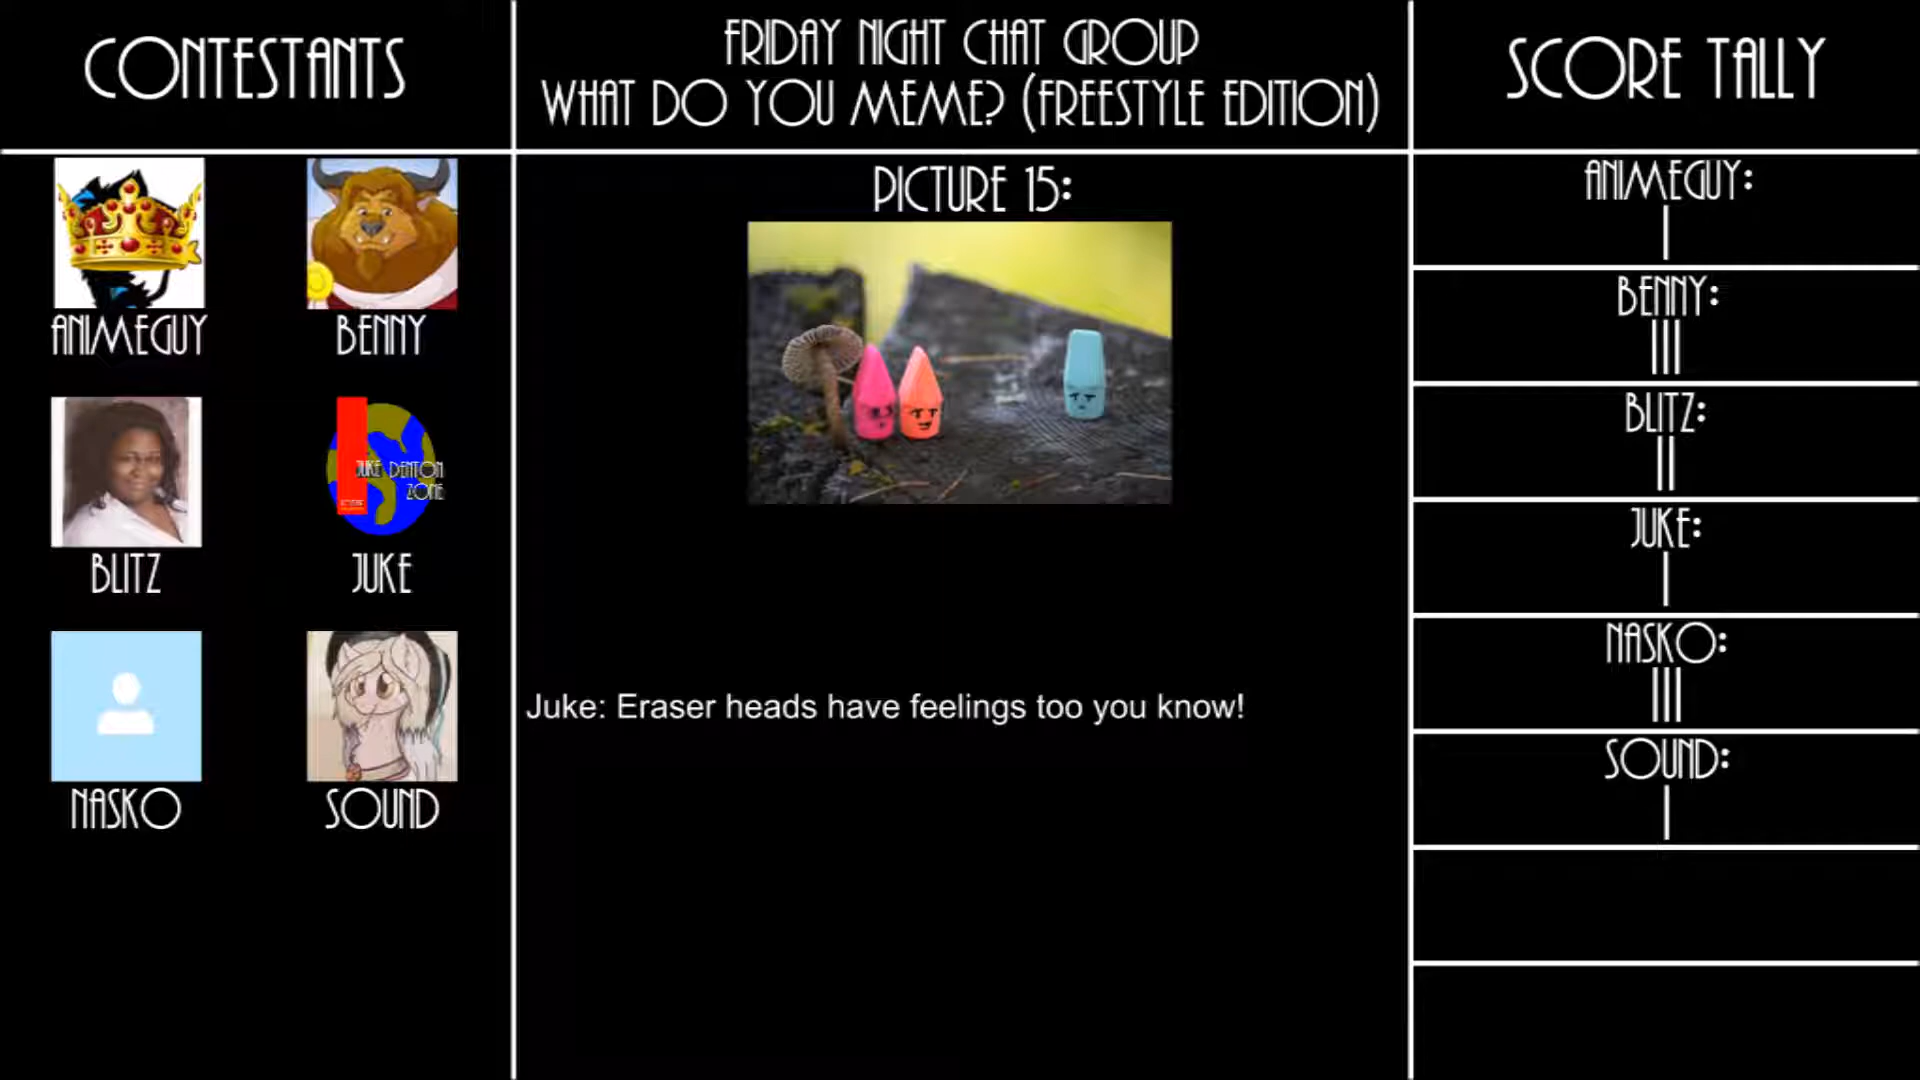 CONTESTANTS
FRIDAY NIGHT CHAT GROUP
WHAT DO YOU MEME? (FREESTYLE EDITION)
SCORE TALLY
ANIMEGUY
BENNY
BLITZ
JUKE DENTON
ZONE
JUKE
NASKO
SOUND
PICTURE 15:
Juke: Eraser heads have feelings too you know!
ANIMEGUY:
|
BENNY:
|||
BLITZ:
||
JUKE:
|
NASKO:
|||
SOUND:
|